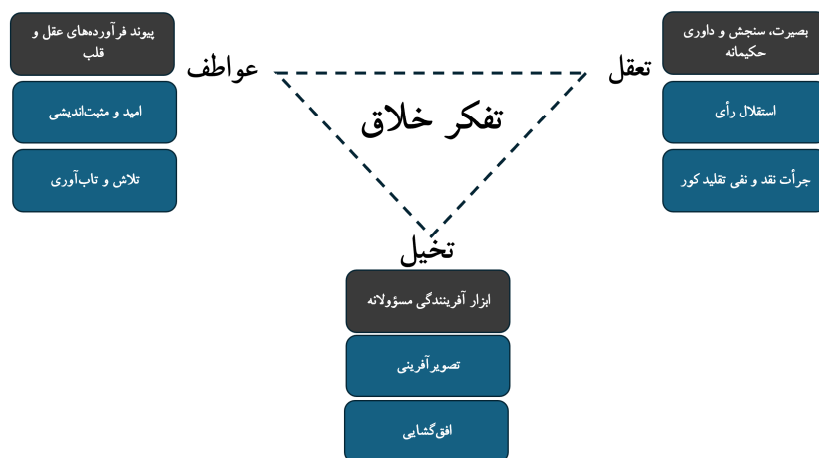 بصیرت، سنجش و داوری
حکیمانه
استقلال رأی
جرأت نقد و نفی تقلید کور
تعقل
تفکر خلاق
عواطف
پیوند فرآورده‌های عقل و
قلب
امید و مثبت‌اندیشی
تلاش و تاب‌آوری
تخیل
ابزار آفرینندگی مسؤولانه
تصویرآفرینی
افق‌گشایی